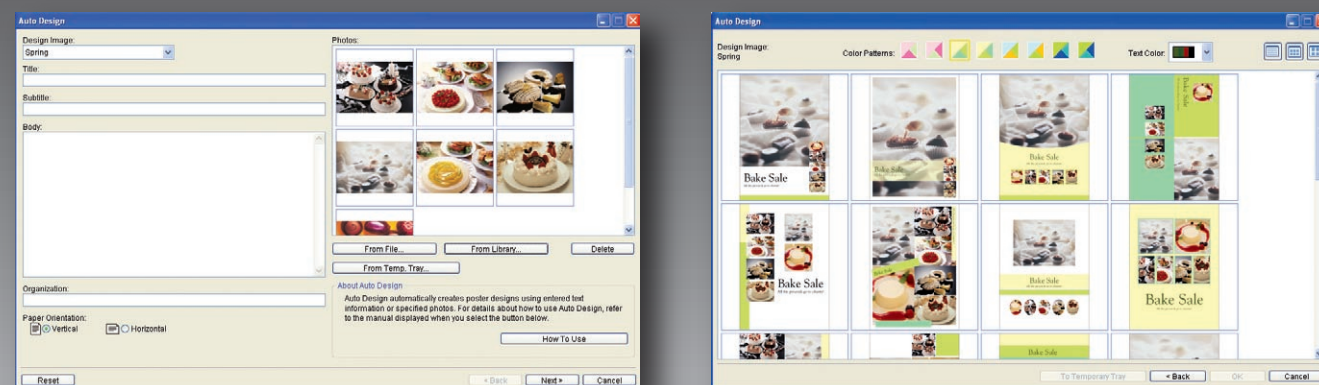 Auto Design
Design Image:
Spring
Title:
Subtitle:
Body:
Organization:
Paper Orientation:
Vertical
Horizontal
Photos:
From File...
From Library...
Delete
From Temp. Tray...
About Auto Design
Auto Design automatically creates poster designs using entered text
information or specified photos. For details about how to use Auto Design, refer
to the manual displayed when you select the button below.
How To Use
Reset
< Back
Next >
Cancel
Auto Design
Design Image:
Spring
Color Patterns:
Text Color:
Bake Sale
Bake Sale
Bake Sale
Bake Sale
Bake Sale
Bake Sale
Bake Sale
Bake Sale
Bake Sale
To Temporary Tray
< Back
OK
Cancel